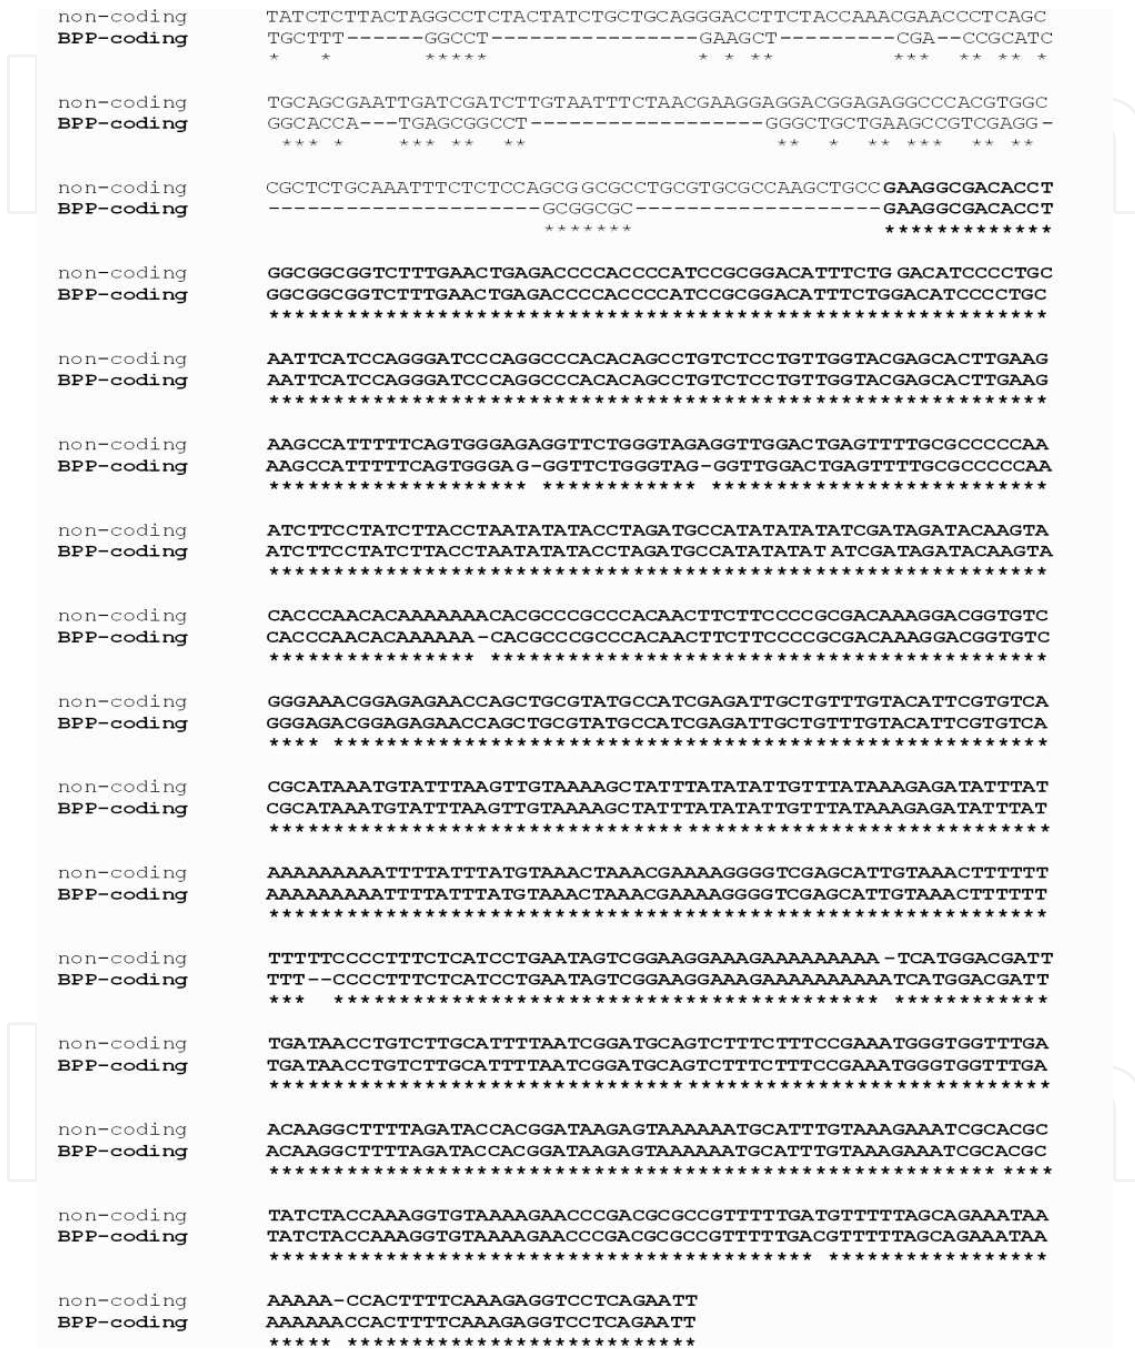 non-coding TATCTCTTACTAGGCCTCTACTATCTGCTGCAGGGACCTTCTACCAAACGAACCCTCAGC
BPP-coding TGCTTT------GGCCT----------------GAAGCT---------CGA--CCGCATC
* * ***** * * ** *** ** ** *
non-coding TGCAGCGAATTGATCGATCTTGTAATTTCTAACGAAGGAGGACGGAGAGGCCCACGTGGC
BPP-coding GGCACCA---TGAGCGGCCT------------------GGGCTGCTGAAGCCGTCGAGG-
*** * *** ** ** ** * ** *** ** **
non-coding CGCTCTGCAAATTTCTCTCCAGCGGCGCCTGCGTGCGCCAAGCTGCCGAAGGCGACACCT
BPP-coding ---------------------GCGGCGC-------------------GAAGGCGACACCT
******* *************
non-coding GGCGGCGGTCTTTGAACTGAGACCCCACCCCATCCGCGGACATTTCTGGACATCCCCTGC
BPP-coding GGCGGCGGTCTTTGAACTGAGACCCCACCCCATCCGCGGACATTTCTGGACATCCCCTGC
************************************************************
non-coding AATTCATCCAGGGATCCCAGGCCCACACAGCCTGTCTCCTGTTGGTACGAGCACTTGAAG
BPP-coding AATTCATCCAGGGATCCCAGGCCCACACAGCCTGTCTCCTGTTGGTACGAGCACTTGAAG
************************************************************
non-coding AAGCCATTTTTCAGTGGGAGAGGTTCTGGGTAGAGGTTGGACTGAGTTTTGCGCCCCCAA
BPP-coding AAGCCATTTTTCAGTGGGAG-GGTTCTGGGTAG-GGTTGGACTGAGTTTTGCGCCCCCAA
******************** ************ **************************
non-coding ATCTTCCTATCTTACCTAATATATACCTAGATGCCATATATATATCGATAGATACAAGTA
BPP-coding ATCTTCCTATCTTACCTAATATATACCTAGATGCCATATATATATCGATAGATACAAGTA
************************************************************
non-coding CACCCAACACAAAAAAACACGCCCGCCCACAACTTCTTCCCCGCGACAAAGGACGGTGTC
BPP-coding CACCCAACACAAAAAA-CACGCCCGCCCACAACTTCTTCCCCGCGACAAAGGACGGTGTC
**************** *******************************************
non-coding GGGAAACGGAGAGAACCAGCTGCGTATGCCATCGAGATTGCTGTTTGTACATTCGTGTCA
BPP-coding GGGAGACGGAGAGAACCAGCTGCGTATGCCATCGAGATTGCTGTTTGTACATTCGTGTCA
**** *******************************************************
non-coding CGCATAAATGTATTTAAGTTGTAAAAGCTATTTATATATTGTTTATAAAGAGATATTTAT
BPP-coding CGCATAAATGTATTTAAGTTGTAAAAGCTATTTATATATTGTTTATAAAGAGATATTTAT
************************************************************
non-coding AAAAAAAAATTTTATTTATGTAAACTAAACGAAAAGGGGTCGAGCATTGTAAACTTTTTT
BPP-coding AAAAAAAAATTTTATTTATGTAAACTAAACGAAAAGGGGTCGAGCATTGTAAACTTTTTT
************************************************************
non-coding TTTTTCCCCTTTCTCATCCTGAATAGTCGGAAGGAAAGAAAAAAAAAA-TCATGGACGATT
BPP-coding TTT--CCCCTTTCTCATCCTGAATAGTCGGAAGGAAAGAAAAAAAAAAATCATGGACGATT
*** ******************************************* ************
non-coding TGATAACCTGTCTTGCATTTTAATCGGATGCAGTCTTTCTTTCCGAAATGGGTGGTTTGA
BPP-coding TGATAACCTGTCTTGCATTTTAATCGGATGCAGTCTTTCTTTCCGAAATGGGTGGTTTGA
************************************************************
non-coding ACAAGGCTTTTAGATACCACGGATAAGAGTAAAAAATGCATTTGTAAAGAAATCGCACGC
BPP-coding ACAAGGCTTTTAGATACCACGGATAAGAGTAAAAAATGCATTTGTAAAGAAATCGCACGC
******************************************************** ****
non-coding TATCTACCAAAGGTGTAAAAGAACCCGACGCGCCGTTTTTGATGTTTTTAGCAGAAATAA
BPP-coding TATCTACCAAAGGTGTAAAAGAACCCGACGCGCCGTTTTTGACGTTTTTAGCAGAAATAA
****************************************** *****************
non-coding AAAAA-CCACTTTTCAAAGAGGTCCTCAGAATT
BPP-coding AAAAAACCACTTTTCAAAGAGGTCCTCAGAATT
***** ***************************